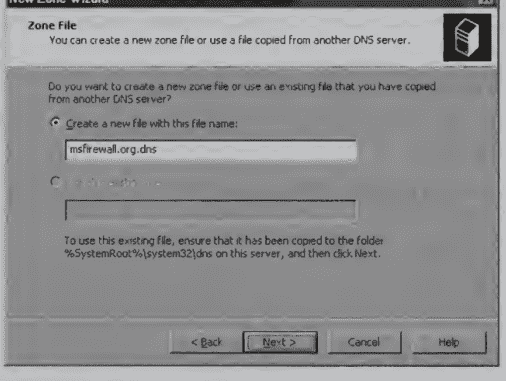 New Zone Wizard
Zone File
You can create a new zone file or use a file copied from another DNS server.
Do you want to create a new zone file or use an existing file that you have copied
from another DNS server?
Create a new file with this file name:
msfirewall.org.dns
To use this existing file, ensure that it has been copied to the folder
%SystemRoot%\system32\dns on this server, and then click Next.
< Back
Next >
Cancel
Help